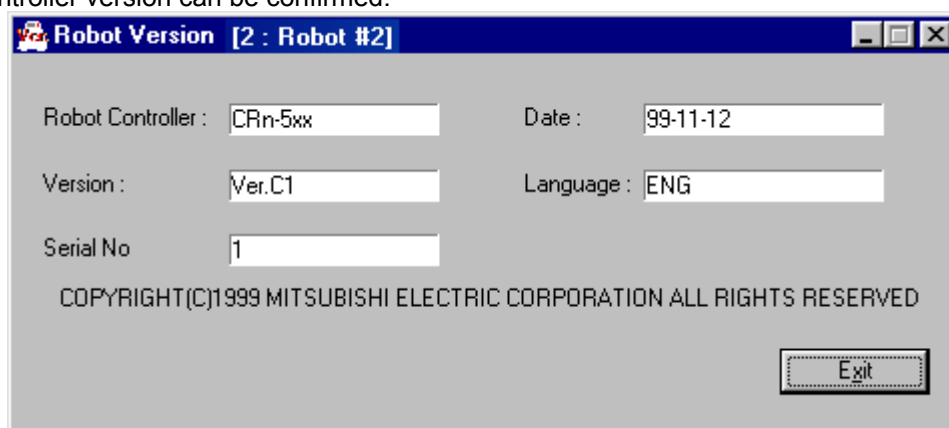 ntroller version can be confirmed.
Robot Version [2 : Robot #2]
Robot Controller : CRn-5xx Date : 99-11-12
Version : Ver.C1 Language : ENG
Serial No 1
COPYRIGHT(C)1999 MITSUBISHI ELECTRIC CORPORATION ALL RIGHTS RESERVED
Exit